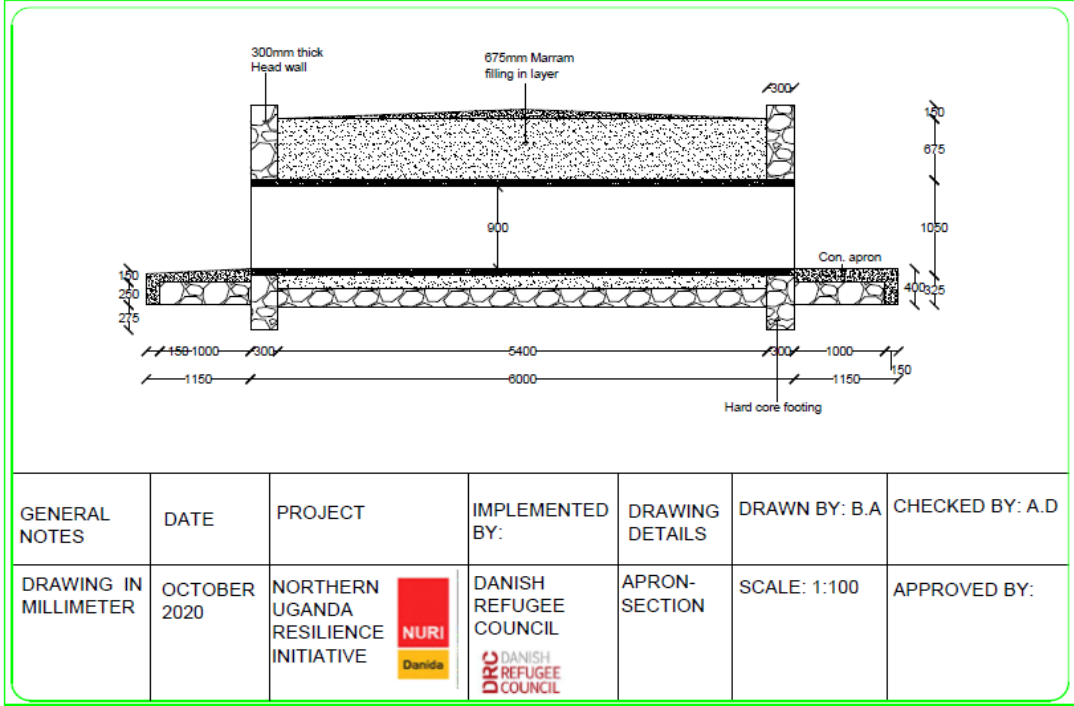 300mm thick
Head wall
675mm Marram
filling in layer
300
150
675
900
1050
Con. apron
150
250
275
400
325
150
1000
300
5400
300
1000
150
1150
6000
1150
Hard core footing
GENERAL
NOTES
DATE
PROJECT
IMPLEMENTED
BY:
DRAWING
DETAILS
DRAWN BY: B.A
CHECKED BY: A.D
DRAWING IN
MILLIMETER
OCTOBER
2020
NORTHERN
UGANDA
RESILIENCE
INITIATIVE
NURI
Danida
DANISH
REFUGEE
COUNCIL
DRC
DANISH
REFUGEE
COUNCIL
APRON-
SECTION
SCALE: 1:100
APPROVED BY: